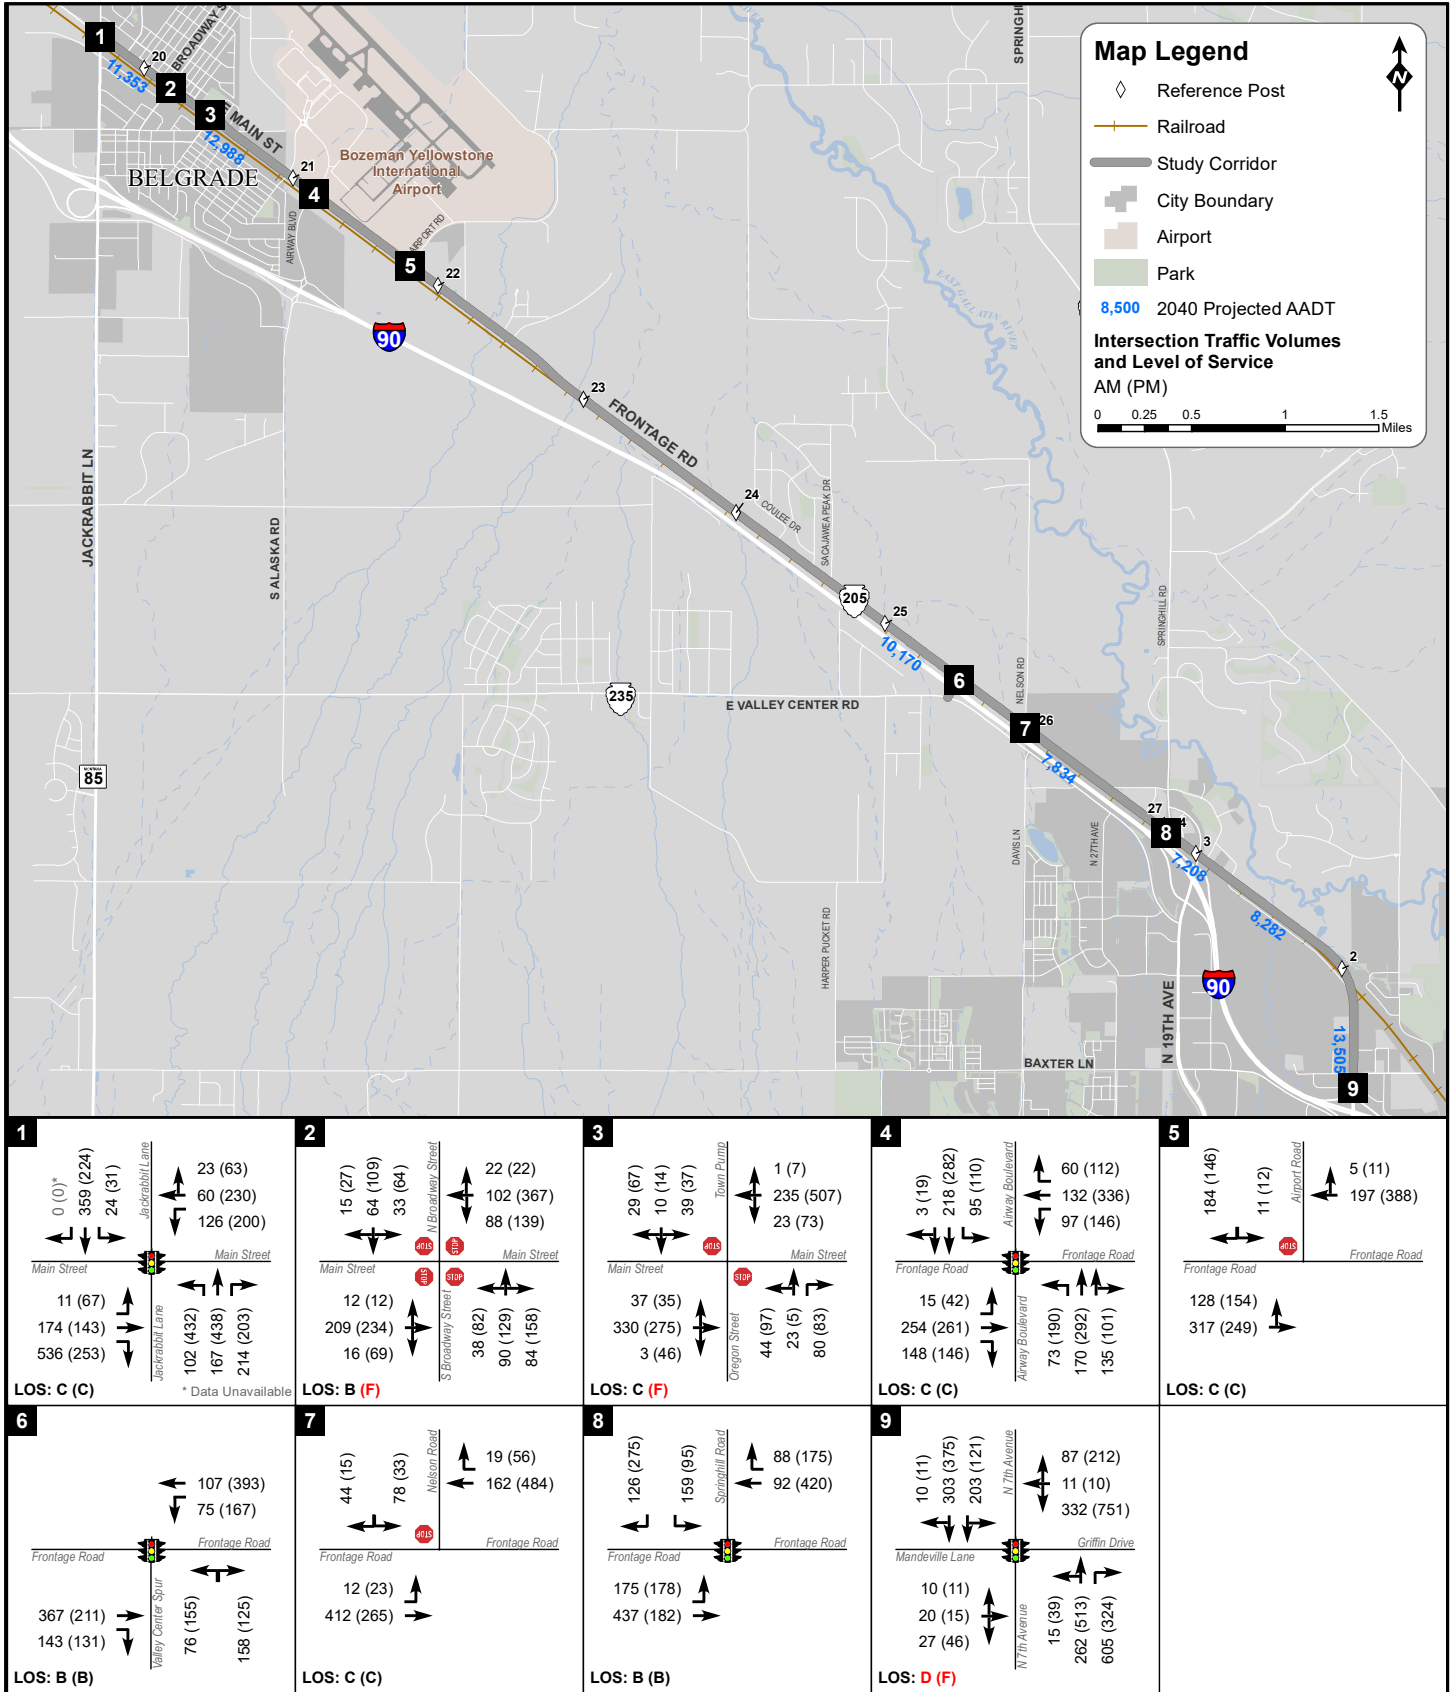 Map Legend
N
Reference Post
Railroad
Study Corridor
City Boundary
Airport
Park
8,500 2040 Projected AADT
Intersection Traffic Volumes
and Level of Service
AM (PM)
0 0.25 0.5 1 1.5
Miles
1
20
BROADWAY S
11,353
2
3
E MAIN ST
12,988
BELGRADE
21
4
Bozeman Yellowstone
International
Airport
AIRWAY BLVD
AIRPORT RD
5
22
90
SPRINGHI
EAST GALLATIN RIVER
23
FRONTAGE RD
JACKRABBIT LN
S ALASKA RD
24
COULEE DR
SACAJAWEA PEAK DR
205
25
10,170
SPRINGHILL RD
6
NELSON RD
235
E VALLEY CENTER RD
7
26
7,834
85
MONTANA
27
8
4
3
7,208
DAVIS LN
N 27TH AVE
8,282
HARPER PUCKET RD
2
90
N 19TH AVE
13,505
BAXTER LN
9
1
0 (0)*
359 (224)
24 (31)
Jackrabbit Lane
23 (63)
60 (230)
126 (200)
Main Street
Main Street
11 (67)
174 (143)
536 (253)
Jackrabbit Lane
102 (432)
167 (438)
214 (203)
LOS: C (C)
* Data Unavailable
2
15 (27)
64 (109)
33 (64)
N Broadway Street
22 (22)
102 (367)
88 (139)
STOP
STOP
Main Street
Main Street
STOP
STOP
12 (12)
209 (234)
16 (69)
S Broadway Street
38 (82)
90 (129)
84 (158)
LOS: B (F)
3
29 (67)
10 (14)
39 (37)
Town Pump
1 (7)
235 (507)
23 (73)
STOP
Main Street
Main Street
STOP
37 (35)
330 (275)
3 (46)
Oregon Street
44 (97)
23 (5)
80 (83)
LOS: C (F)
4
3 (19)
218 (282)
95 (110)
Airway Boulevard
60 (112)
132 (336)
97 (146)
Frontage Road
Frontage Road
15 (42)
254 (261)
148 (146)
Airway Boulevard
73 (190)
170 (292)
135 (101)
LOS: C (C)
5
184 (146)
11 (12)
Airport Road
5 (11)
197 (388)
STOP
Frontage Road
Frontage Road
128 (154)
317 (249)
LOS: C (C)
6
107 (393)
75 (167)
Frontage Road
Frontage Road
367 (211)
143 (131)
Valley Center Spur
76 (155)
158 (125)
LOS: B (B)
7
44 (15)
78 (33)
Nelson Road
19 (56)
162 (484)
STOP
Frontage Road
Frontage Road
12 (23)
412 (265)
LOS: C (C)
8
126 (275)
159 (95)
Springhill Road
88 (175)
92 (420)
Frontage Road
Frontage Road
175 (178)
437 (182)
LOS: B (B)
9
10 (11)
303 (375)
203 (121)
N 7th Avenue
87 (212)
11 (10)
332 (751)
Mandeville Lane
Griffin Drive
10 (11)
20 (15)
27 (46)
N 7th Avenue
15 (39)
262 (513)
605 (324)
LOS: D (F)